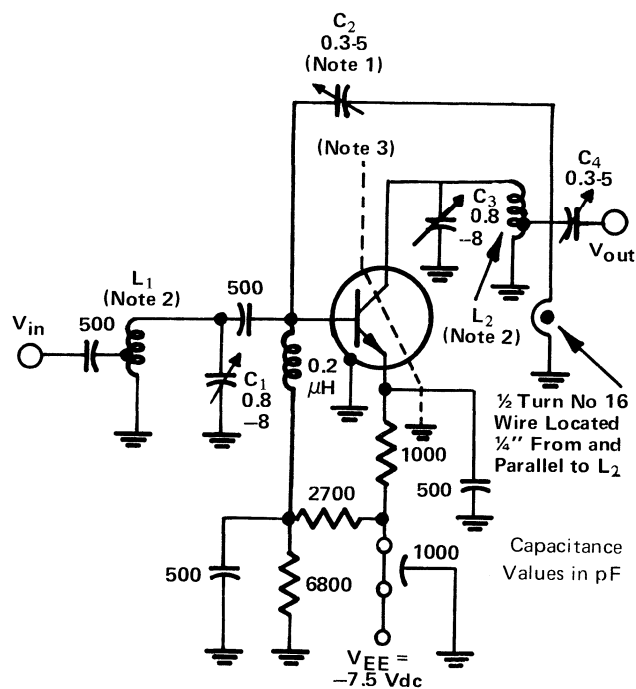 C2
0.3-5
(Note 1)
(Note 3)
C4
0.3-5
C3
0.8
–8
Vout
L1
(Note 2)
500
Vin
500
L2
(Note 2)
C1
0.8
–8
0.2
μH
½ Turn No 16
Wire Located
¼" From and
Parallel to L2
1000
500
2700
500
6800
1000
Capacitance
Values in pF
VEE =
–7.5 Vdc